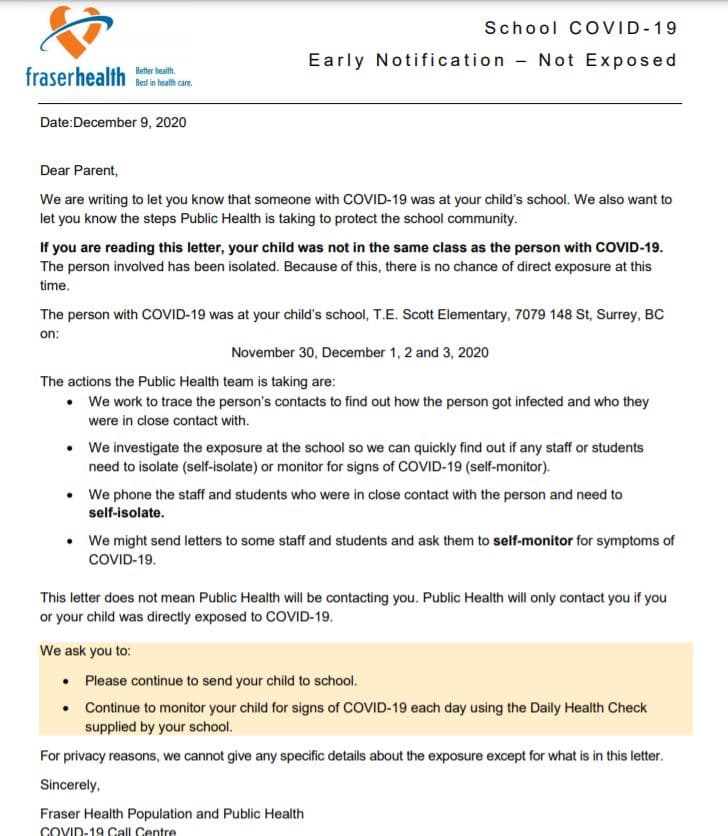 School COVID-19
Early Notification – Not Exposed
fraserhealth
Better health.
Best in health care.
Date:December 9, 2020
Dear Parent,
We are writing to let you know that someone with COVID-19 was at your child's school. We also want to
let you know the steps Public Health is taking to protect the school community.
If you are reading this letter, your child was not in the same class as the person with COVID-19.
The person involved has been isolated. Because of this, there is no chance of direct exposure at this
time.
The person with COVID-19 was at your child's school, T.E. Scott Elementary, 7079 148 St, Surrey, BC
on:
November 30, December 1, 2 and 3, 2020
The actions the Public Health team is taking are:
• We work to trace the person's contacts to find out how the person got infected and who they
were in close contact with.
• We investigate the exposure at the school so we can quickly find out if any staff or students
need to isolate (self-isolate) or monitor for signs of COVID-19 (self-monitor).
• We phone the staff and students who were in close contact with the person and need to
self-isolate.
• We might send letters to some staff and students and ask them to self-monitor for symptoms of
COVID-19.
This letter does not mean Public Health will be contacting you. Public Health will only contact you if you
or your child was directly exposed to COVID-19.
We ask you to:
• Please continue to send your child to school.
• Continue to monitor your child for signs of COVID-19 each day using the Daily Health Check
supplied by your school.
For privacy reasons, we cannot give any specific details about the exposure except for what is in this letter.
Sincerely,
Fraser Health Population and Public Health
COVID-19 Call Centre